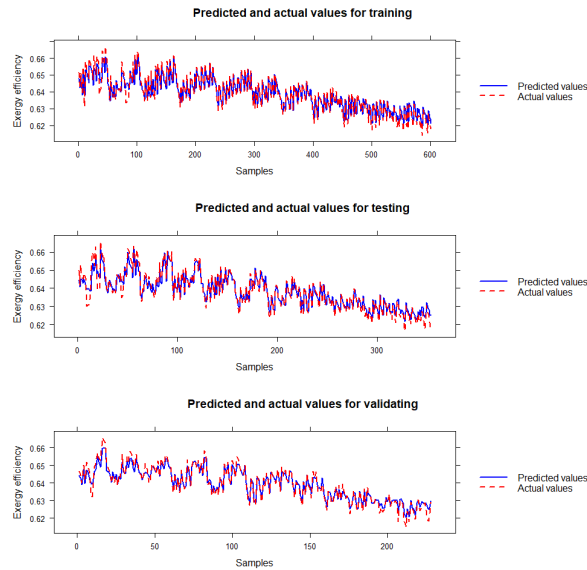 Predicted and actual values for training
0.66
0.65
0.64
0.63
0.62
Exergy efficiency
0 100 200 300 400 500 600
Samples
Predicted values
Actual values
Predicted and actual values for testing
0.66
0.65
0.64
0.63
0.62
Exergy efficiency
0 100 200 300
Samples
Predicted values
Actual values
Predicted and actual values for validating
0.66
0.65
0.64
0.63
0.62
Exergy efficiency
0 50 100 150 200
Samples
Predicted values
Actual values